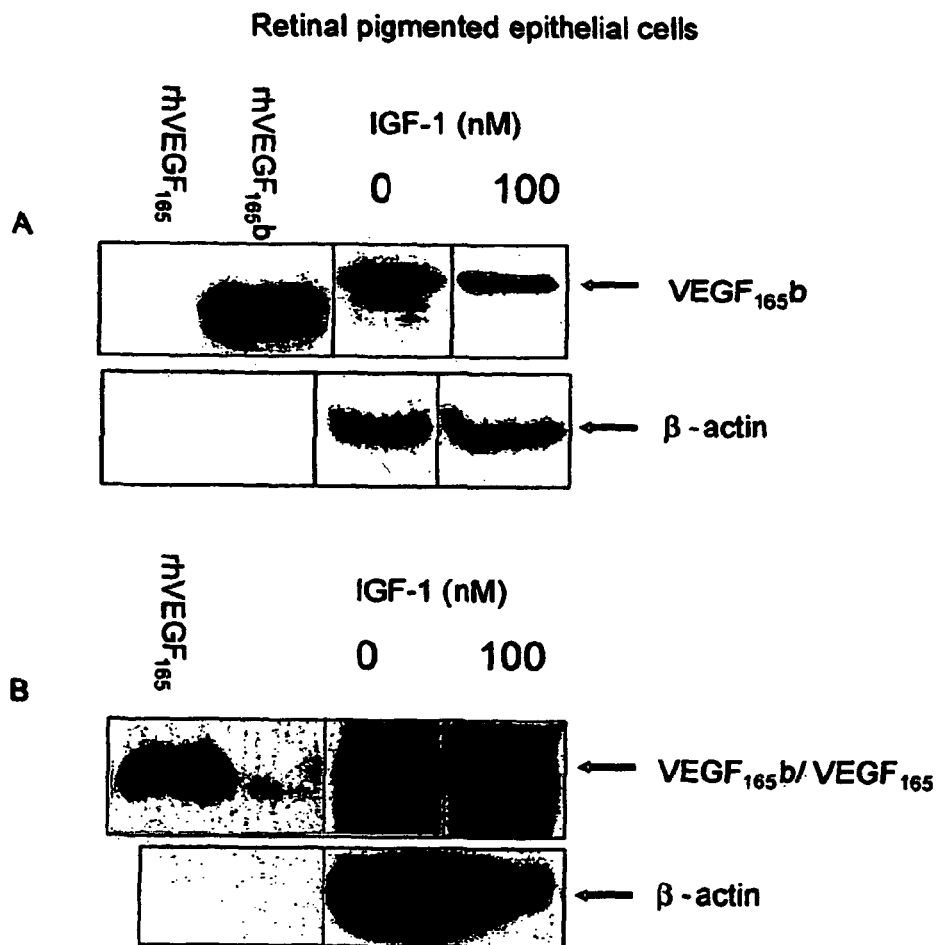 Retinal pigmented epithelial cells
rhVEGF₁₆₅
rhVEGF₁₆₅b
IGF-1 (nM)
0 100
A
VEGF₁₆₅b
β-actin
rhVEGF₁₆₅
IGF-1 (nM)
0 100
B
VEGF₁₆₅b/ VEGF₁₆₅
β-actin